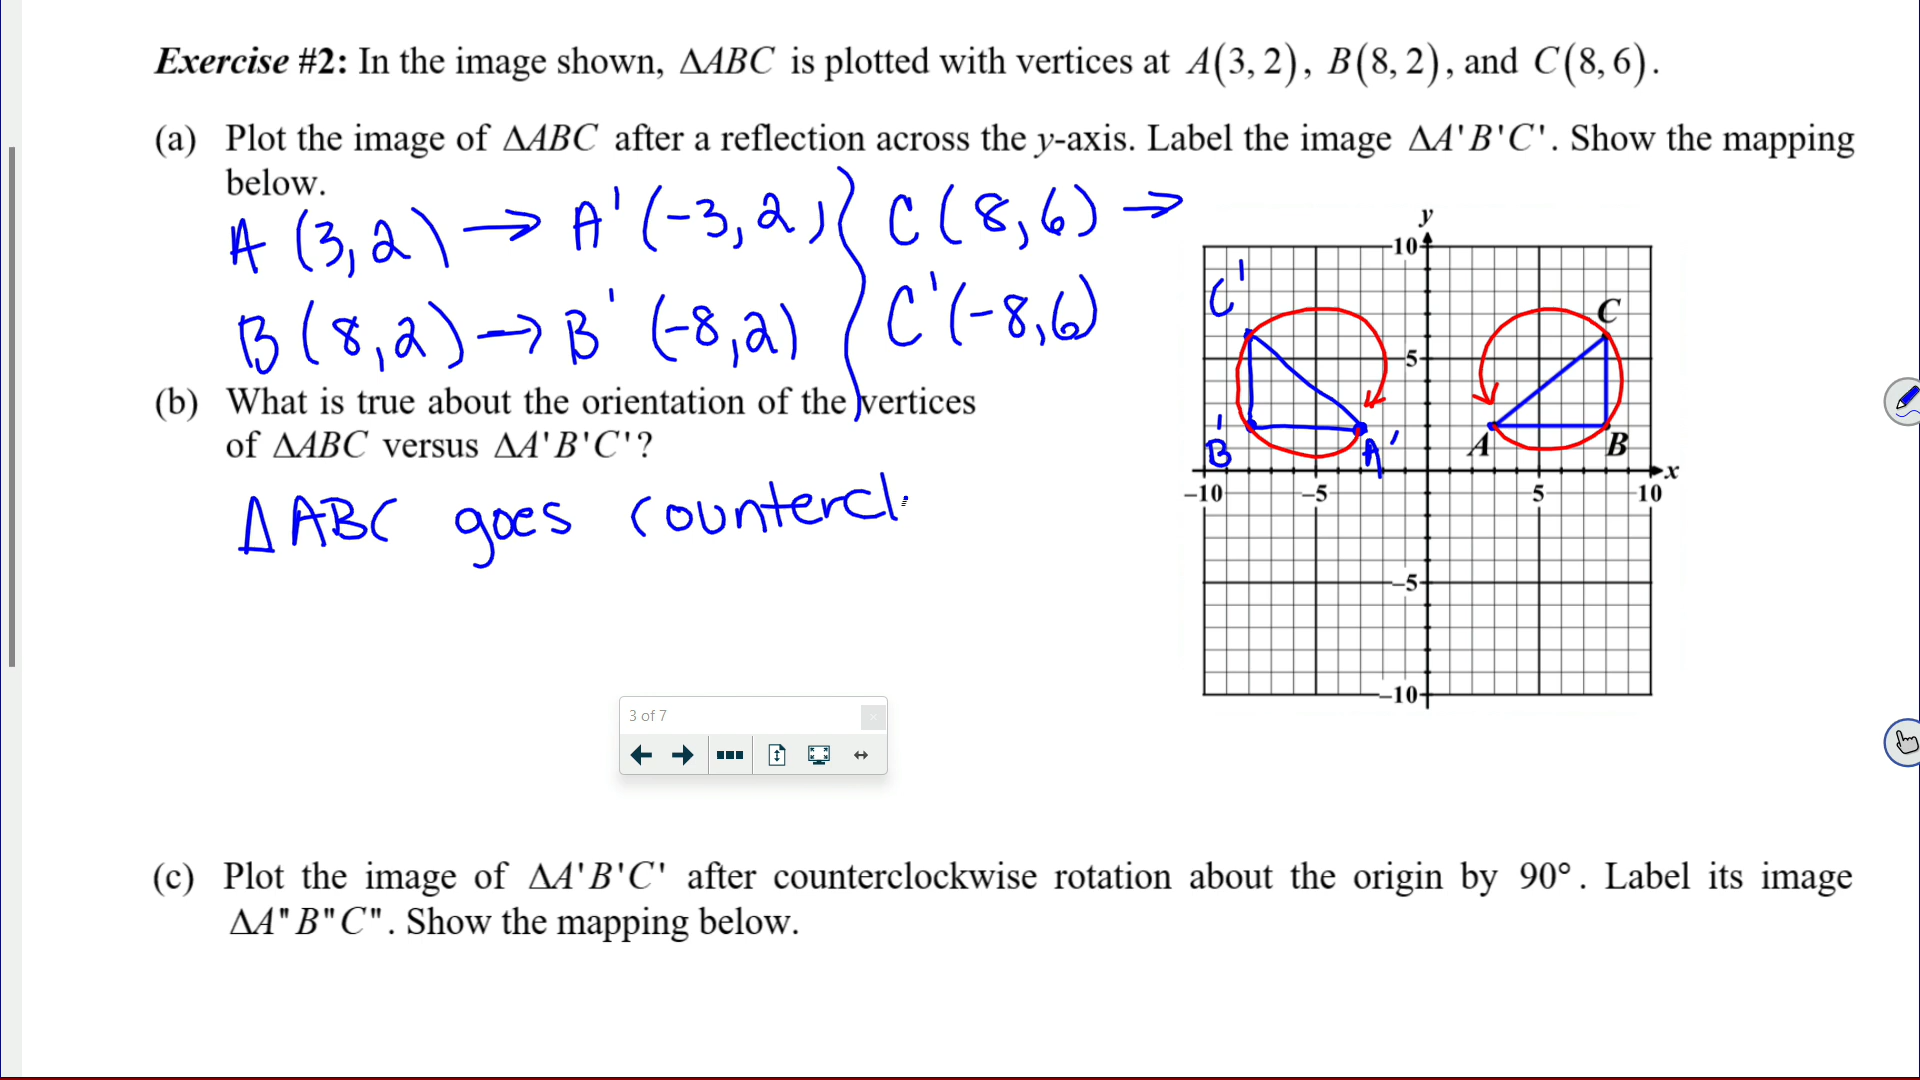 Exercise #2: In the image shown, ΔABC is plotted with vertices at A(3, 2), B(8, 2), and C(8, 6).
(a) Plot the image of ΔABC after a reflection across the y-axis. Label the image ΔA'B'C'. Show the mapping
below.
A (3,2) → A' (-3,2)
B (8,2) → B' (-8,2)
C (8,6) →
C' (-8,6)
(b) What is true about the orientation of the vertices
of ΔABC versus ΔA'B'C'?
Δ ABC goes countercl
y
10
C'
C
5
B'
A'
A
B
x
-10
-5
5
10
-5
-10
3 of 7
(c) Plot the image of ΔA'B'C' after counterclockwise rotation about the origin by 90°. Label its image
ΔA"B"C". Show the mapping below.